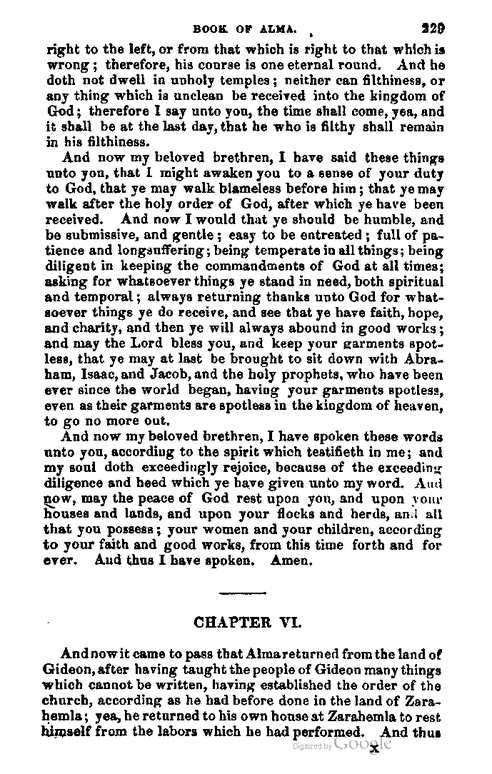 BOOK OF ALMA. 229
right to the left, or from that which is right to that which is
wrong; therefore, his course is one eternal round. And he
doth not dwell in unholy temples; neither can filthiness, or
any thing which is unclean be received into the kingdom of
God; therefore I say unto you, the time shall come, yea, and
it shall be at the last day, that he who is filthy shall remain
in his filthiness.
And now my beloved brethren, I have said these things
unto you, that I might awaken you to a sense of your duty
to God, that ye may walk blameless before him; that ye may
walk after the holy order of God, after which ye have been
received. And now I would that ye should be humble, and
be submissive, and gentle; easy to be entreated; full of pa-
tience and longsuffering; being temperate in all things; being
diligent in keeping the commandments of God at all times;
asking for whatsoever things ye stand in need, both spiritual
and temporal; always returning thanks unto God for what-
soever things ye do receive, and see that ye have faith, hope,
and charity, and then ye will always abound in good works;
and may the Lord bless you, and keep your garments spot-
less, that ye may at last be brought to sit down with Abra-
ham, Isaac, and Jacob, and the holy prophets, who have been
ever since the world began, having your garments spotless,
even as their garments are spotless in the kingdom of heaven,
to go no more out.
And now my beloved brethren, I have spoken these words
unto you, according to the spirit which testifieth in me; and
my soul doth exceedingly rejoice, because of the exceeding
diligence and heed which ye have given unto my word. And
now, may the peace of God rest upon you, and upon your
houses and lands, and upon your flocks and herds, and all
that you possess; your women and your children, according
to your faith and good works, from this time forth and for
ever. And thus I have spoken. Amen.
CHAPTER VI.
And now it came to pass that Alma returned from the land of
Gideon, after having taught the people of Gideon many things
which cannot be written, having established the order of the
church, according as he had before done in the land of Zara-
hemla; yea, he returned to his own house at Zarahemla to rest
himself from the labors which he had performed. And thus
X
Digitized by Google